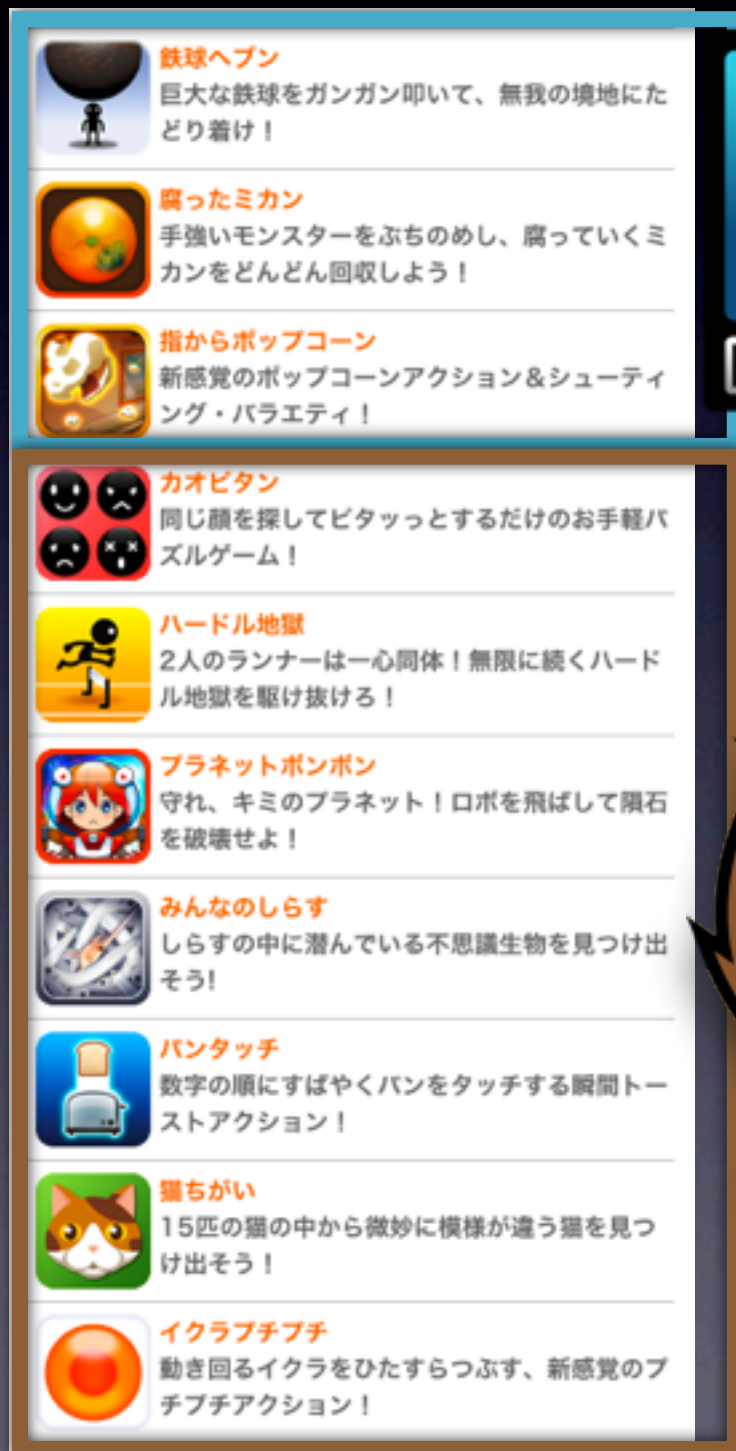 鉄球ヘブン
巨大な鉄球をガンガン叩いて、無我の境地にた
どり着け！
腐ったミカン
手強いモンスターをぶちのめし、腐っていくミ
カンをどんどん回収しよう！
指からポップコーン
新感覚のポップコーンアクション＆シューティ
ング・バラエティ！
カオピタン
同じ顔を探してピタッっとするだけのお手軽パ
ズルゲーム！
ハードル地獄
2人のランナーは一心同体！無限に続くハード
ル地獄を駆け抜けろ！
プラネットボンボン
守れ、キミのプラネット！ロボを飛ばして隕石
を破壊せよ！
みんなのしらす
しらすの中に潜んでいる不思議生物を見つけ出
そう!
パンタッチ
数字の順にすばやくパンをタッチする瞬間トー
ストアクション！
猫ちがい
15匹の猫の中から微妙に模様が違う猫を見つ
け出そう！
イクラプチプチ
動き回るイクラをひたすらつぶす、新感覚のプ
チプチアクション！